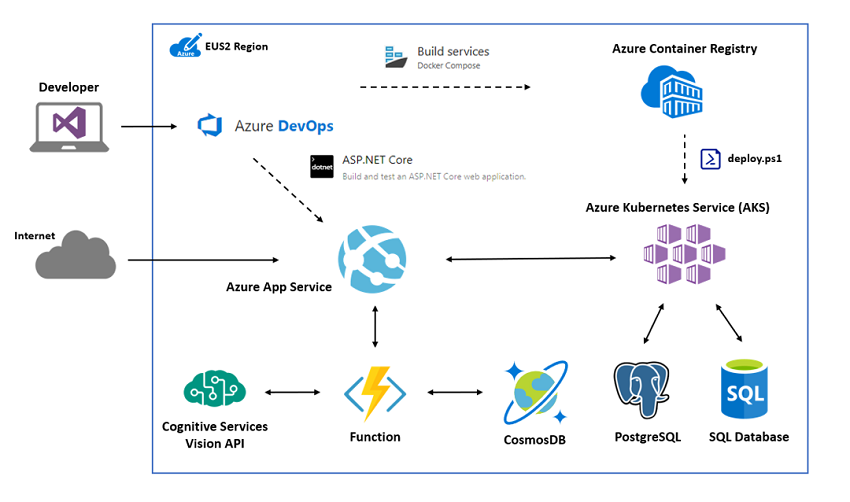 Azure
EUS2 Region
Build services
Docker Compose
Azure Container Registry
Developer
Azure DevOps
dotnet
ASP.NET Core
Build and test an ASP.NET Core web application.
deploy.ps1
Azure Kubernetes Service (AKS)
Internet
Azure App Service
Cognitive Services
Vision API
Function
CosmosDB
PostgreSQL
SQL
SQL Database